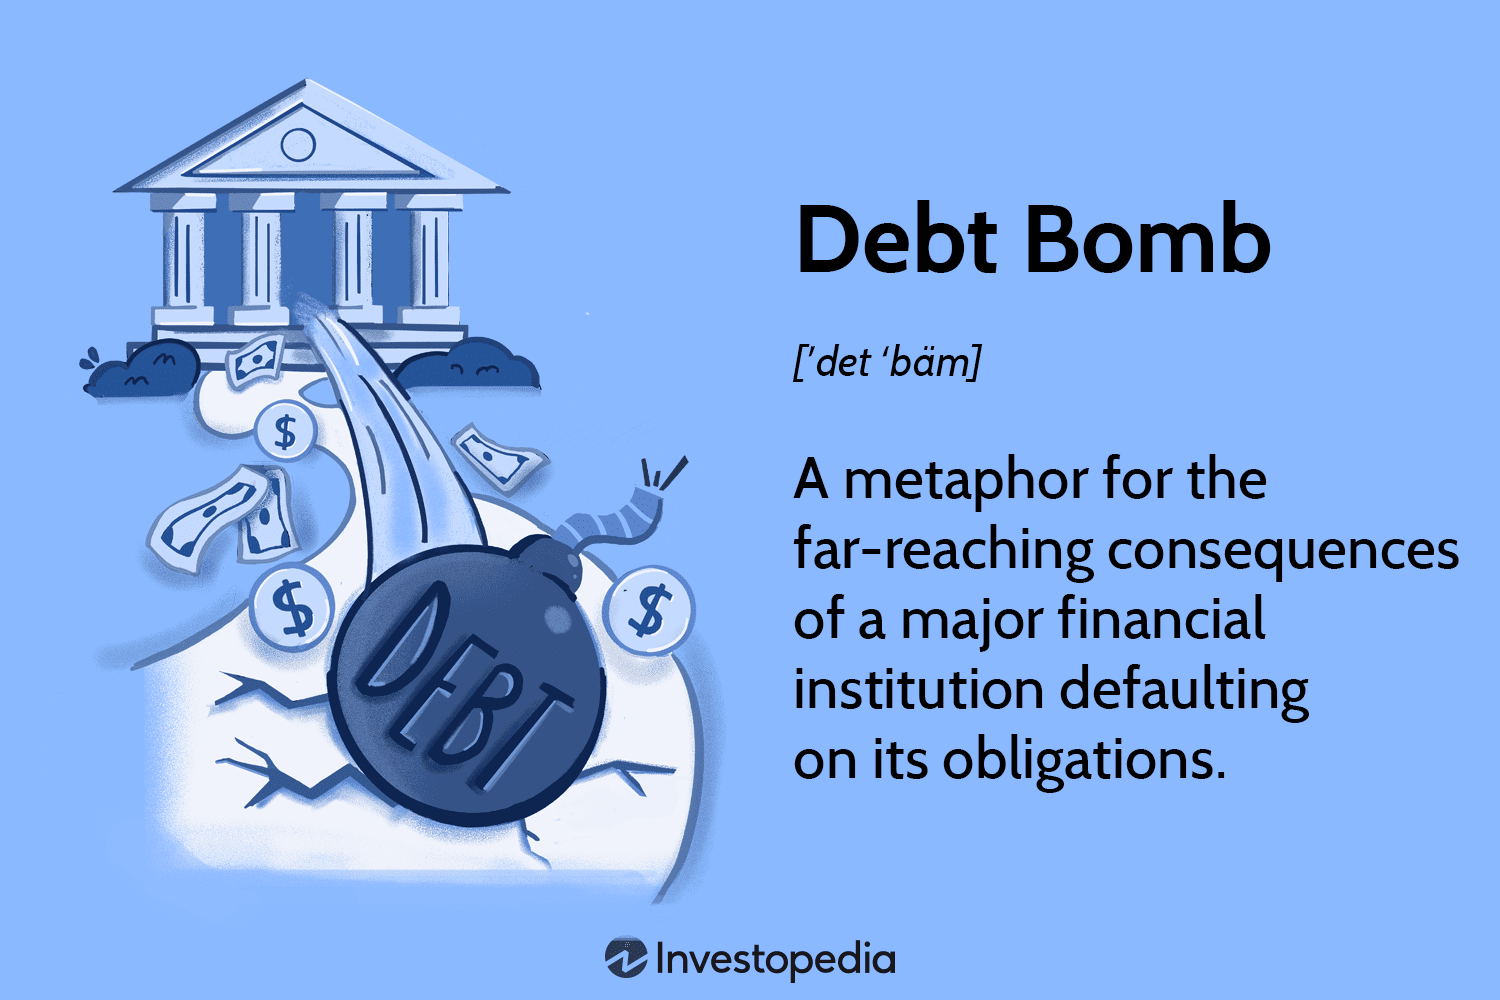 Debt Bomb
[’det ‘bäm]
A metaphor for the
far-reaching consequences
of a major financial
institution defaulting
on its obligations.
$
$
$
DEBT
Investopedia